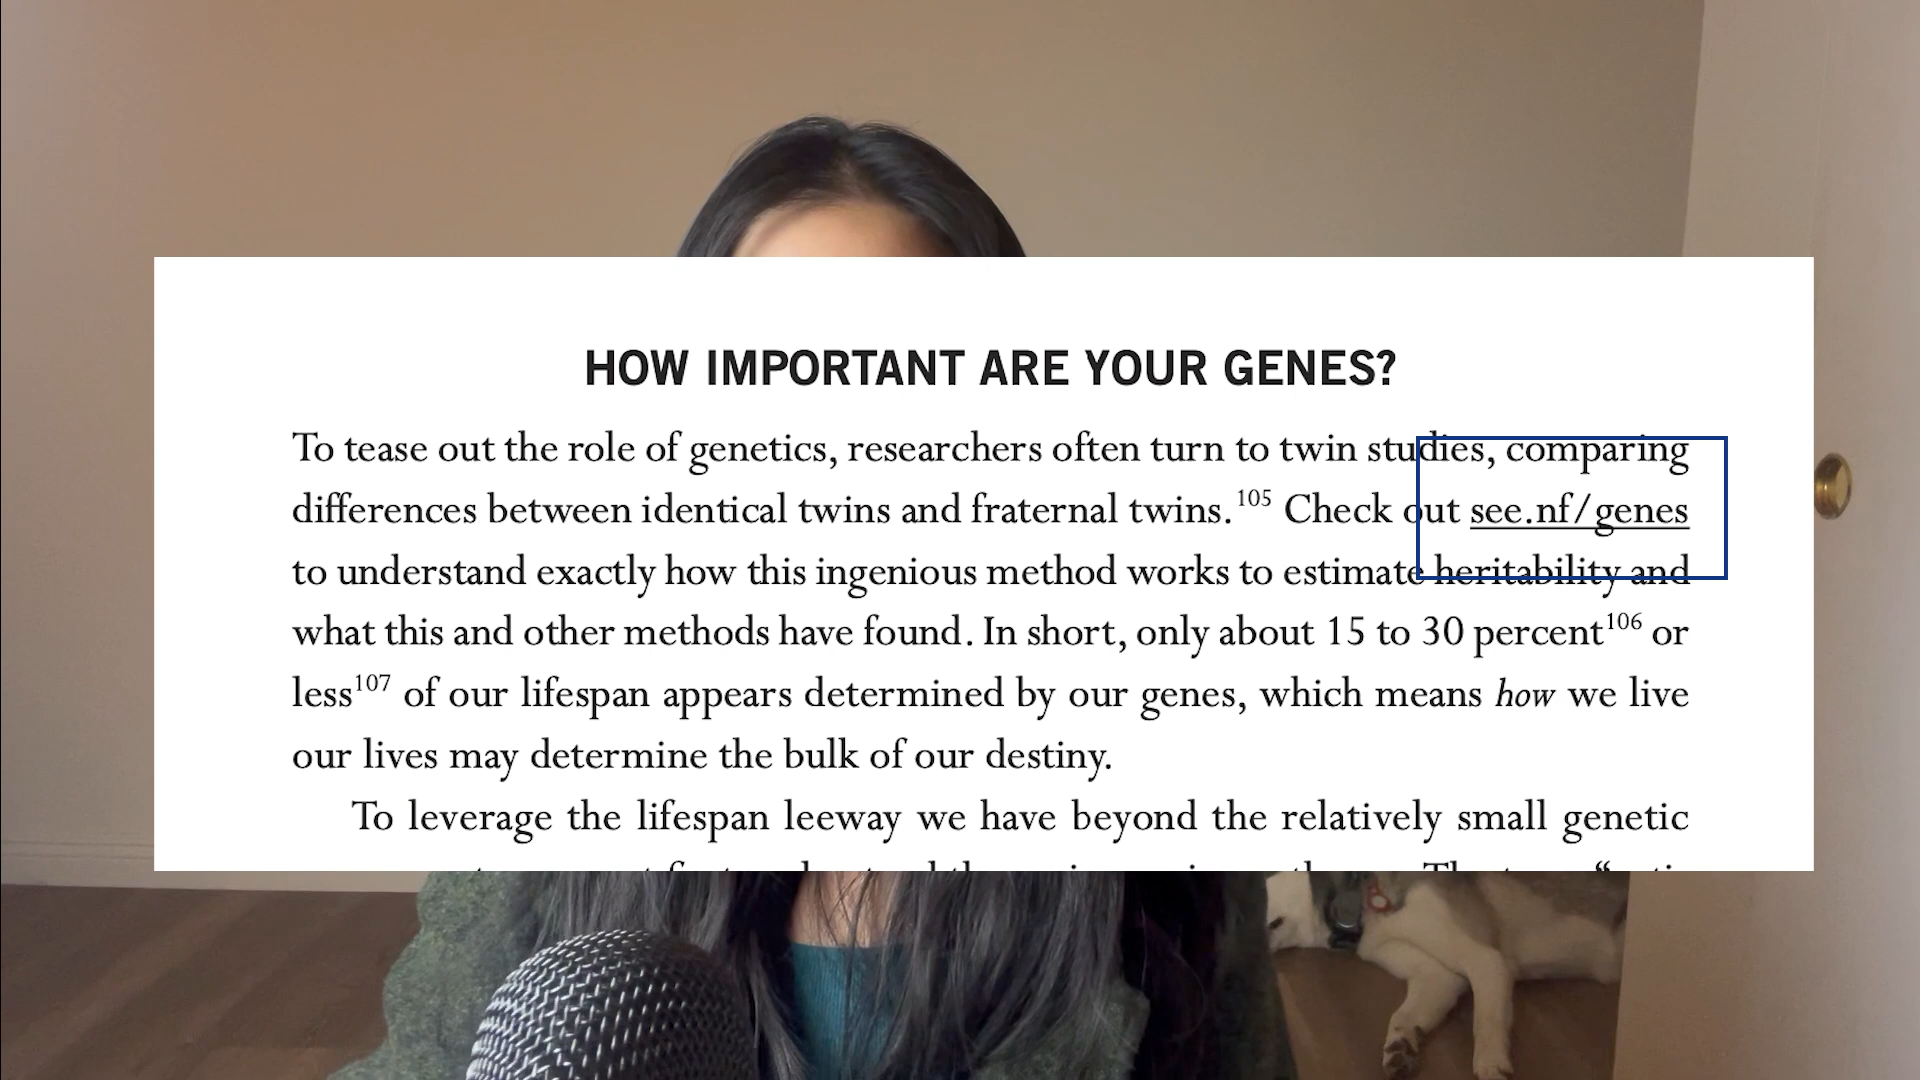 HOW IMPORTANT ARE YOUR GENES?
To tease out the role of genetics, researchers often turn to twin studies, comparing
differences between identical twins and fraternal twins.105 Check out see.nf/genes
to understand exactly how this ingenious method works to estimate heritability and
what this and other methods have found. In short, only about 15 to 30 percent106 or
less107 of our lifespan appears determined by our genes, which means how we live
our lives may determine the bulk of our destiny.
To leverage the lifespan leeway we have beyond the relatively small genetic